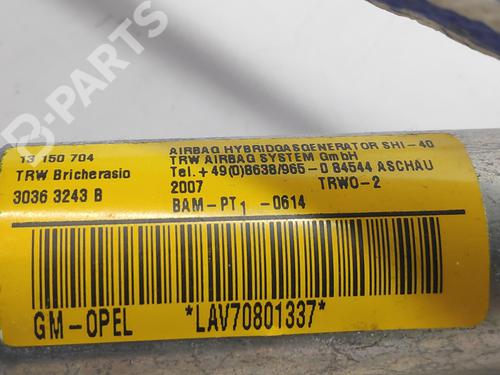 B-PARTS
13 150 704
AIRBAG HYBRIDGASGENERATOR SHI-40
TRW Bricherasio
TRW AIRBAG SYSTEM GmbH
3036 3243 B
Tel.+49(0)8638/965-0 84544 ASCHAU
2007
TRWO-2
BAM-PT1 -0614
GM-OPEL
*LAV70801337*